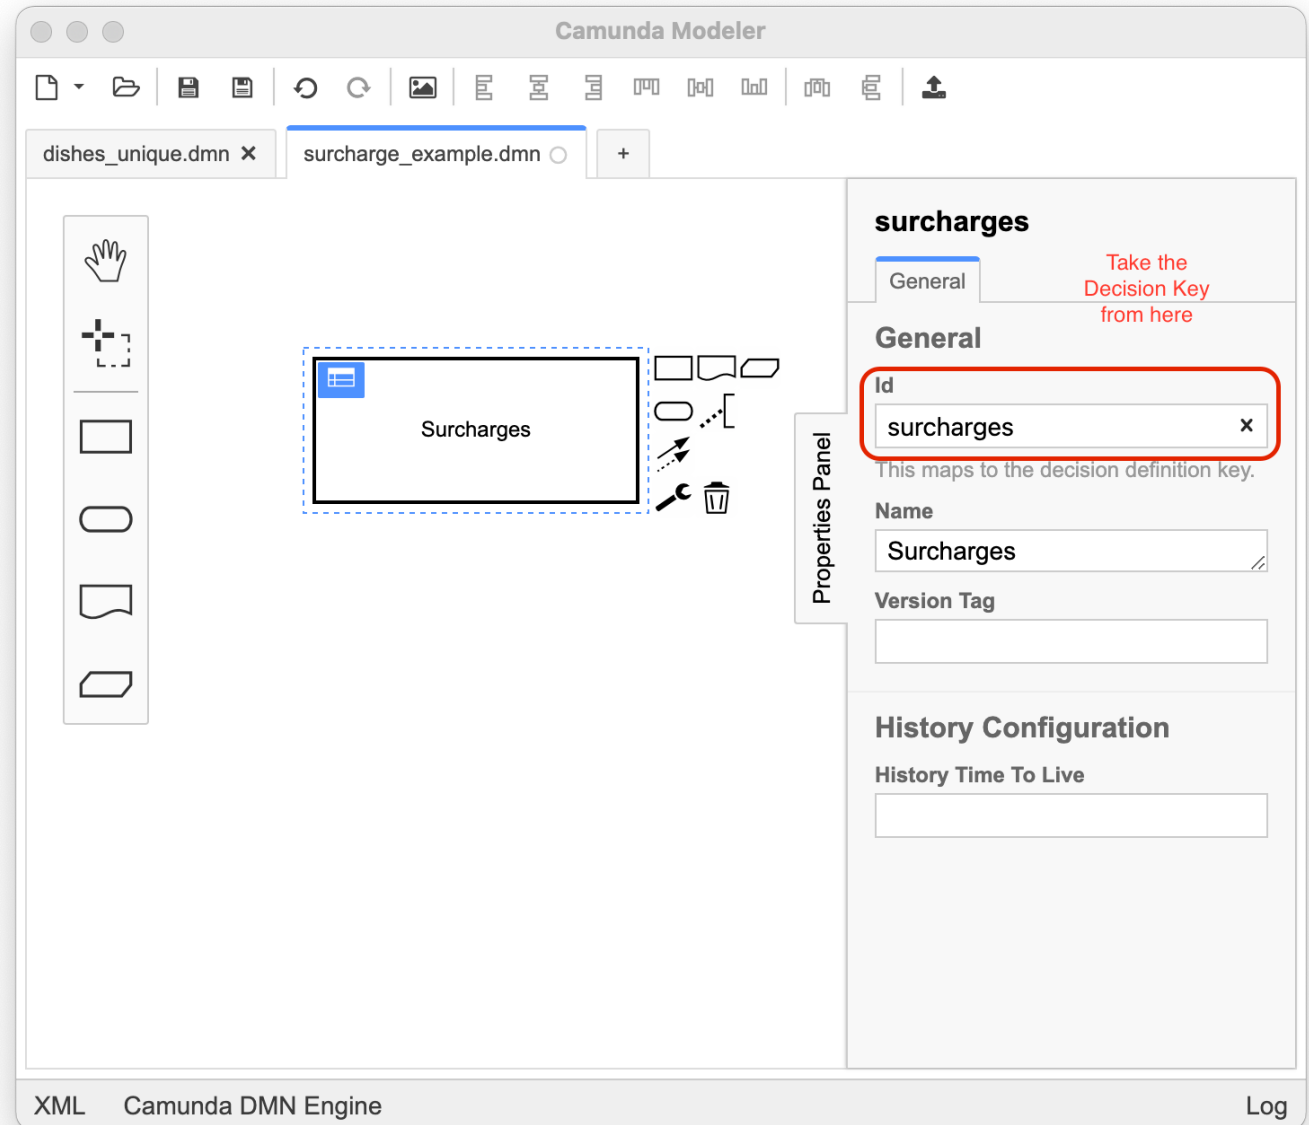 Camunda Modeler
dishes_unique.dmn
surcharge_example.dmn
+
surcharges
General
Take the
Decision Key
from here
General
Id
surcharges
This maps to the decision definition key.
Name
Surcharges
Version Tag
History Configuration
History Time To Live
Surcharges
Properties Panel
XML
Camunda DMN Engine
Log